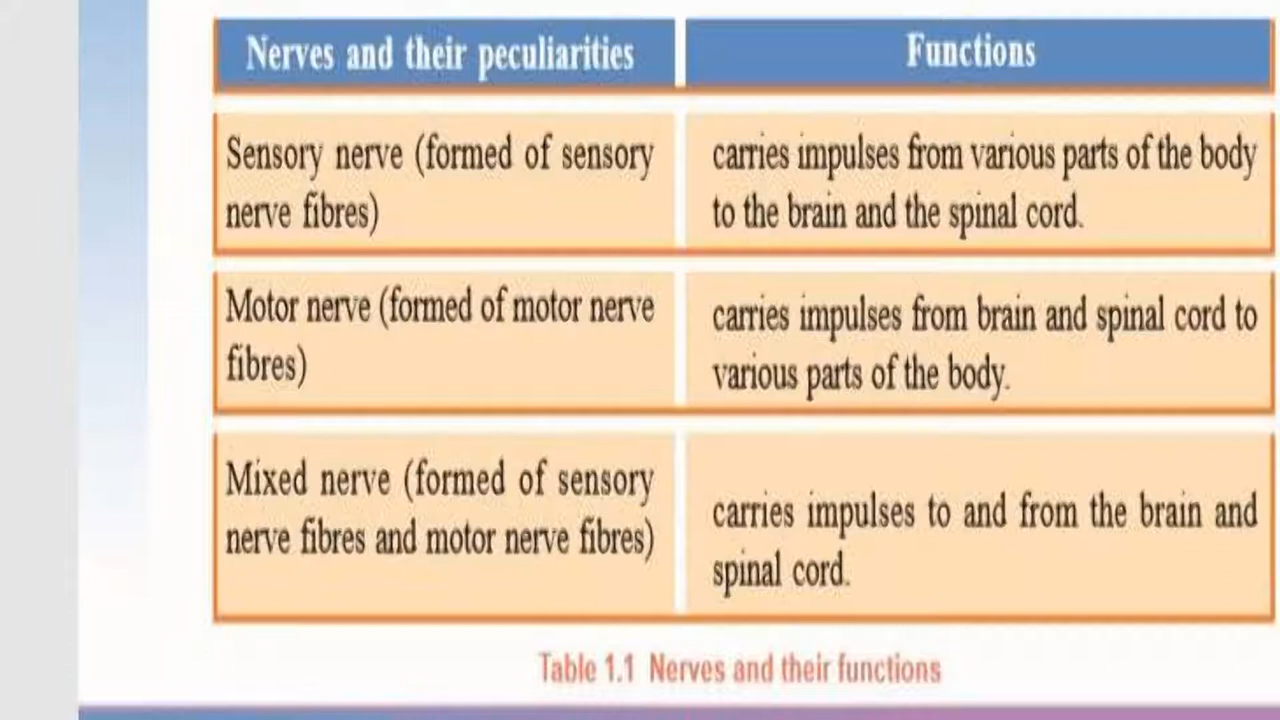 Nerves and their peculiarities
Functions
Sensory nerve (formed of sensory
nerve fibres)
carries impulses from various parts of the body
to the brain and the spinal cord.
Motor nerve (formed of motor nerve
fibres)
carries impulses from brain and spinal cord to
various parts of the body.
Mixed nerve (formed of sensory
nerve fibres and motor nerve fibres)
carries impulses to and from the brain and
spinal cord.
Table 1.1 Nerves and their functions